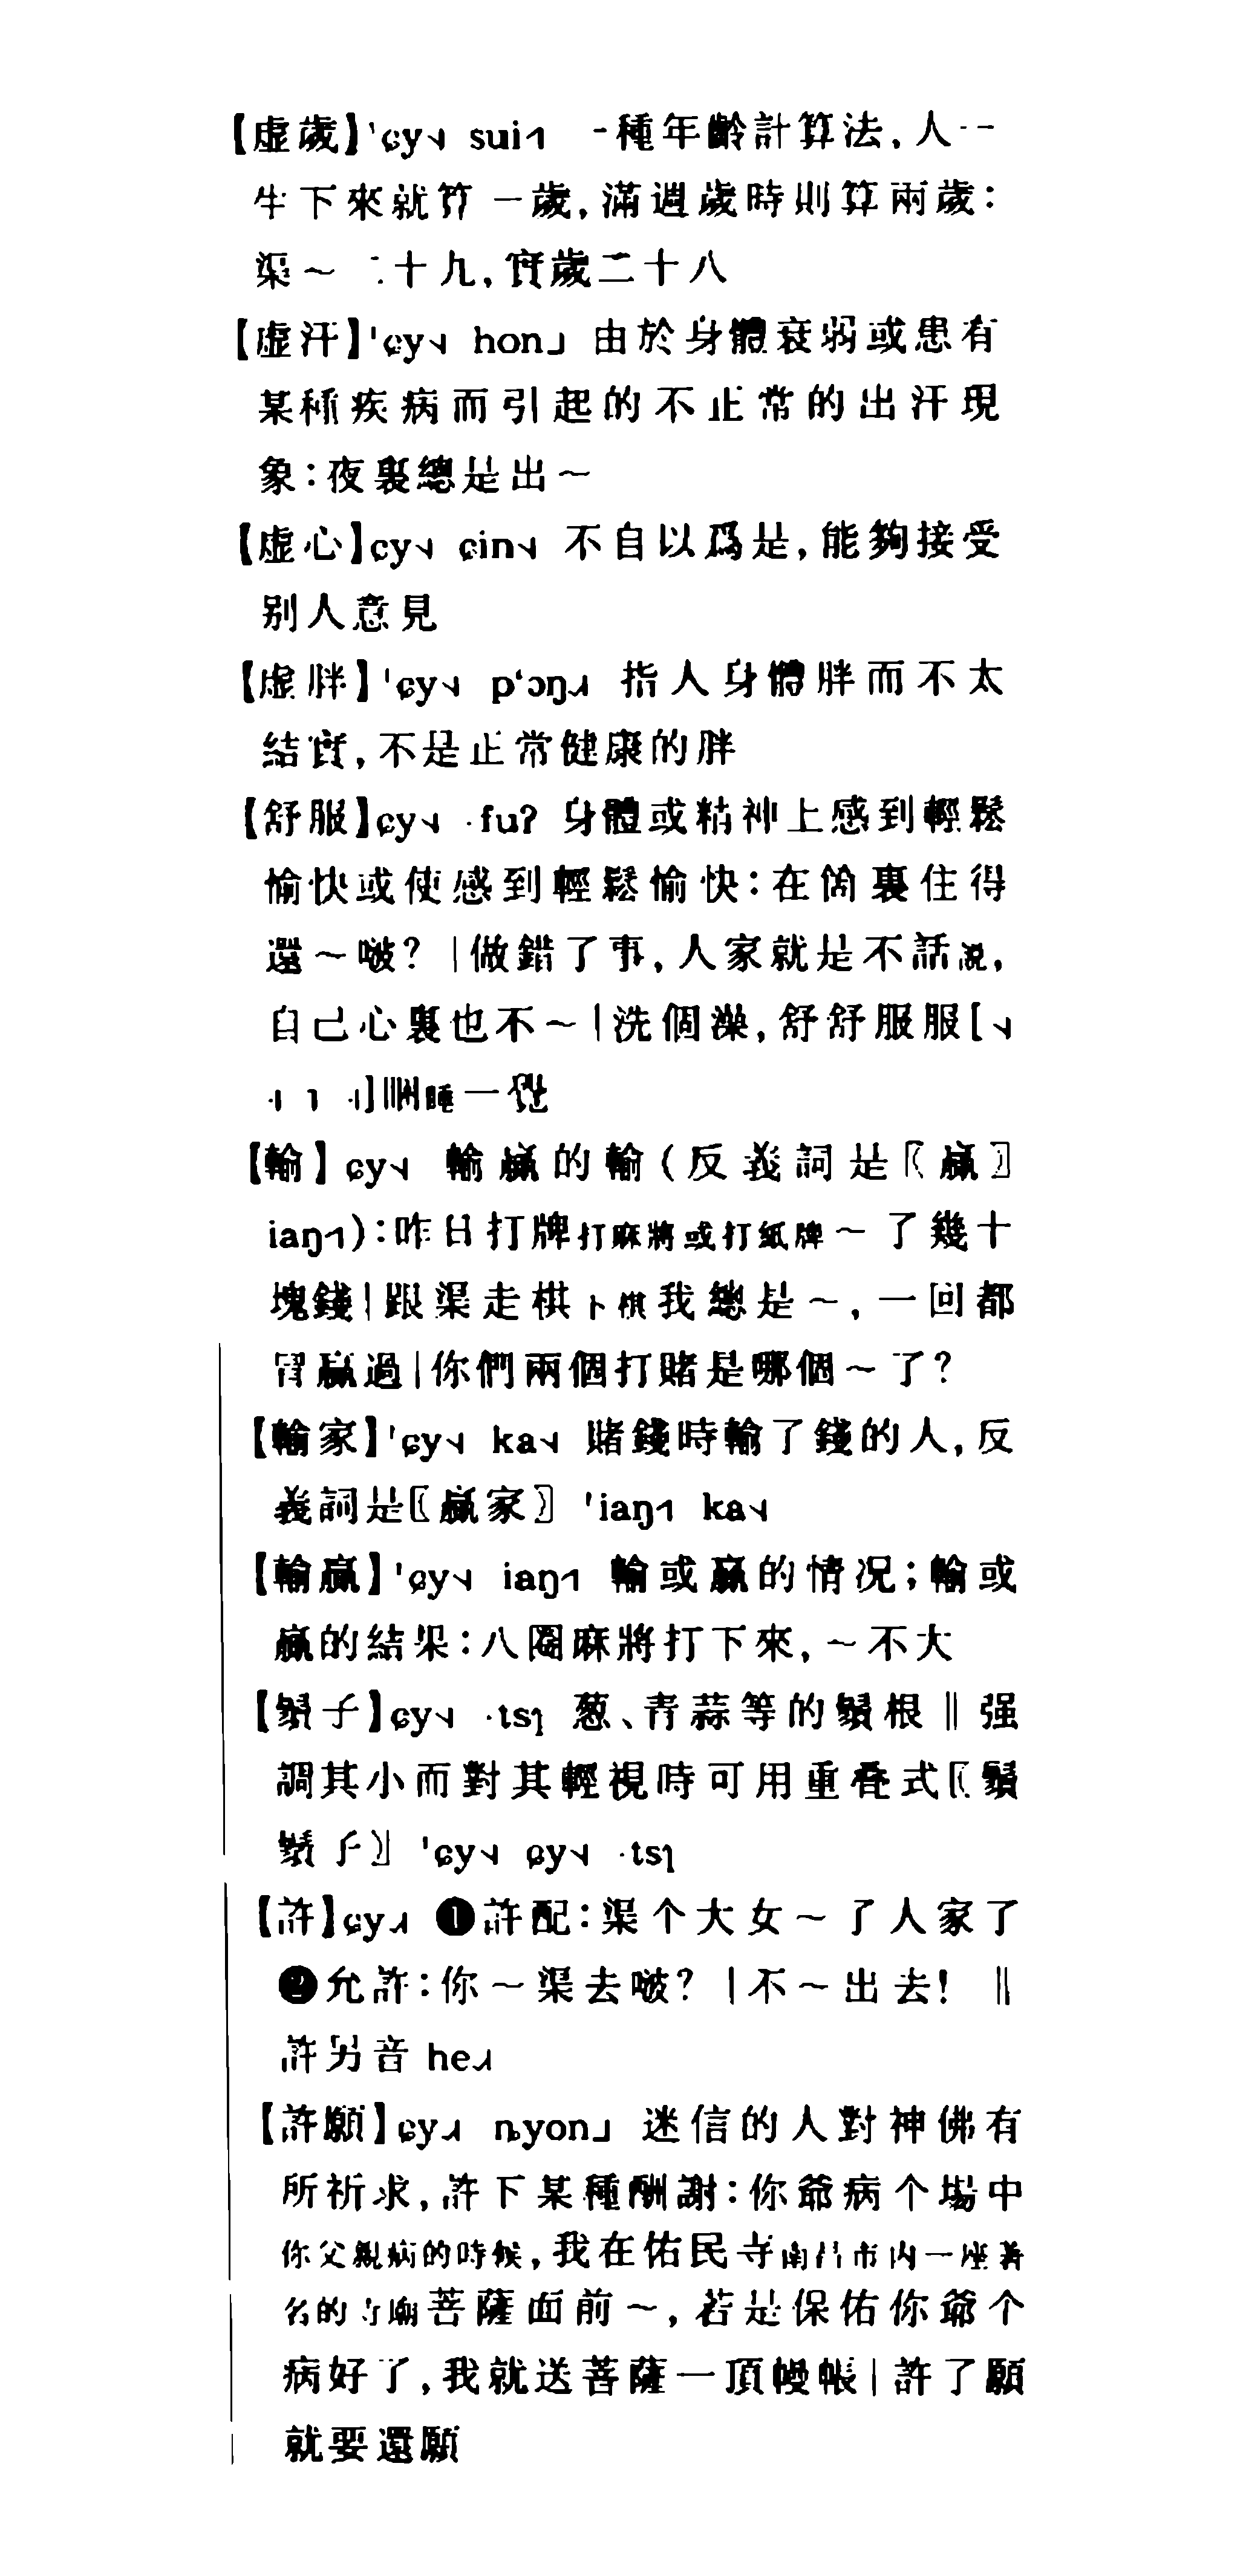 【虛歲】'ɕy˧˩ sui˧˥ 一種年齡計算法，人一
生下來就算一歲，滿週歲時則算兩歲：
渠～二十九，實歲二十八
【虛汗】'ɕy˧˩ hon˩ 由於身體衰弱或患有
某種疾病而引起的不正常的出汗現
象：夜裏總是出～
【虛心】ɕy˧˩ ɕin˧˩ 不自以爲是，能夠接受
别人意見
【虛胖】'ɕy˧˩ p‘ɔŋ˨˩˧ 指人身體胖而不太
結實，不是正常健康的胖
【舒服】ɕy˧˩ ·fuʔ 身體或精神上感到輕鬆
愉快或使感到輕鬆愉快：在箇裏住得
還～啵？｜做錯了事，人家就是不話說，
自己心裏也不～｜洗個澡，舒舒服服[˧˩
]睏睡一覺
【輸】ɕy˧˩ 輸贏的輸（反義詞是〖贏〗
iaŋ˧˥）：昨日打牌打麻將或打紙牌～了幾十
塊錢｜跟渠走棋下棋我總是～，一回都
冒贏過｜你們兩個打賭是哪個～了？
【輸家】'ɕy˧˩ ka˧˩ 賭錢時輸了錢的人，反
義詞是〖贏家〗'iaŋ˧˥ ka˧˩
【輸贏】'ɕy˧˩ iaŋ˧˥ 輸或贏的情况；輸或
贏的結果：八圈麻將打下來，～不大
【鬚子】ɕy˧˩ ·tsɿ 葱、青蒜等的鬚根‖强
調其小而對其輕視時可用重叠式〖鬚
鬚子〗'ɕy˧˩ ɕy˧˩ ·tsɿ
【許】ɕy˨˩˧ ❶許配：渠个大女～了人家了
❷允許：你～渠去啵？｜不～出去！‖
許另音 he˨˩˧
【許願】ɕy˨˩˧ ȵyon˩ 迷信的人對神佛有
所祈求，許下某種酬謝：你爺病个場中
你父親病的時候，我在佑民寺南昌市内一座著
名的寺廟菩薩面前～，若是保佑你爺个
病好了，我就送菩薩一頂幔帳｜許了願
就要還願